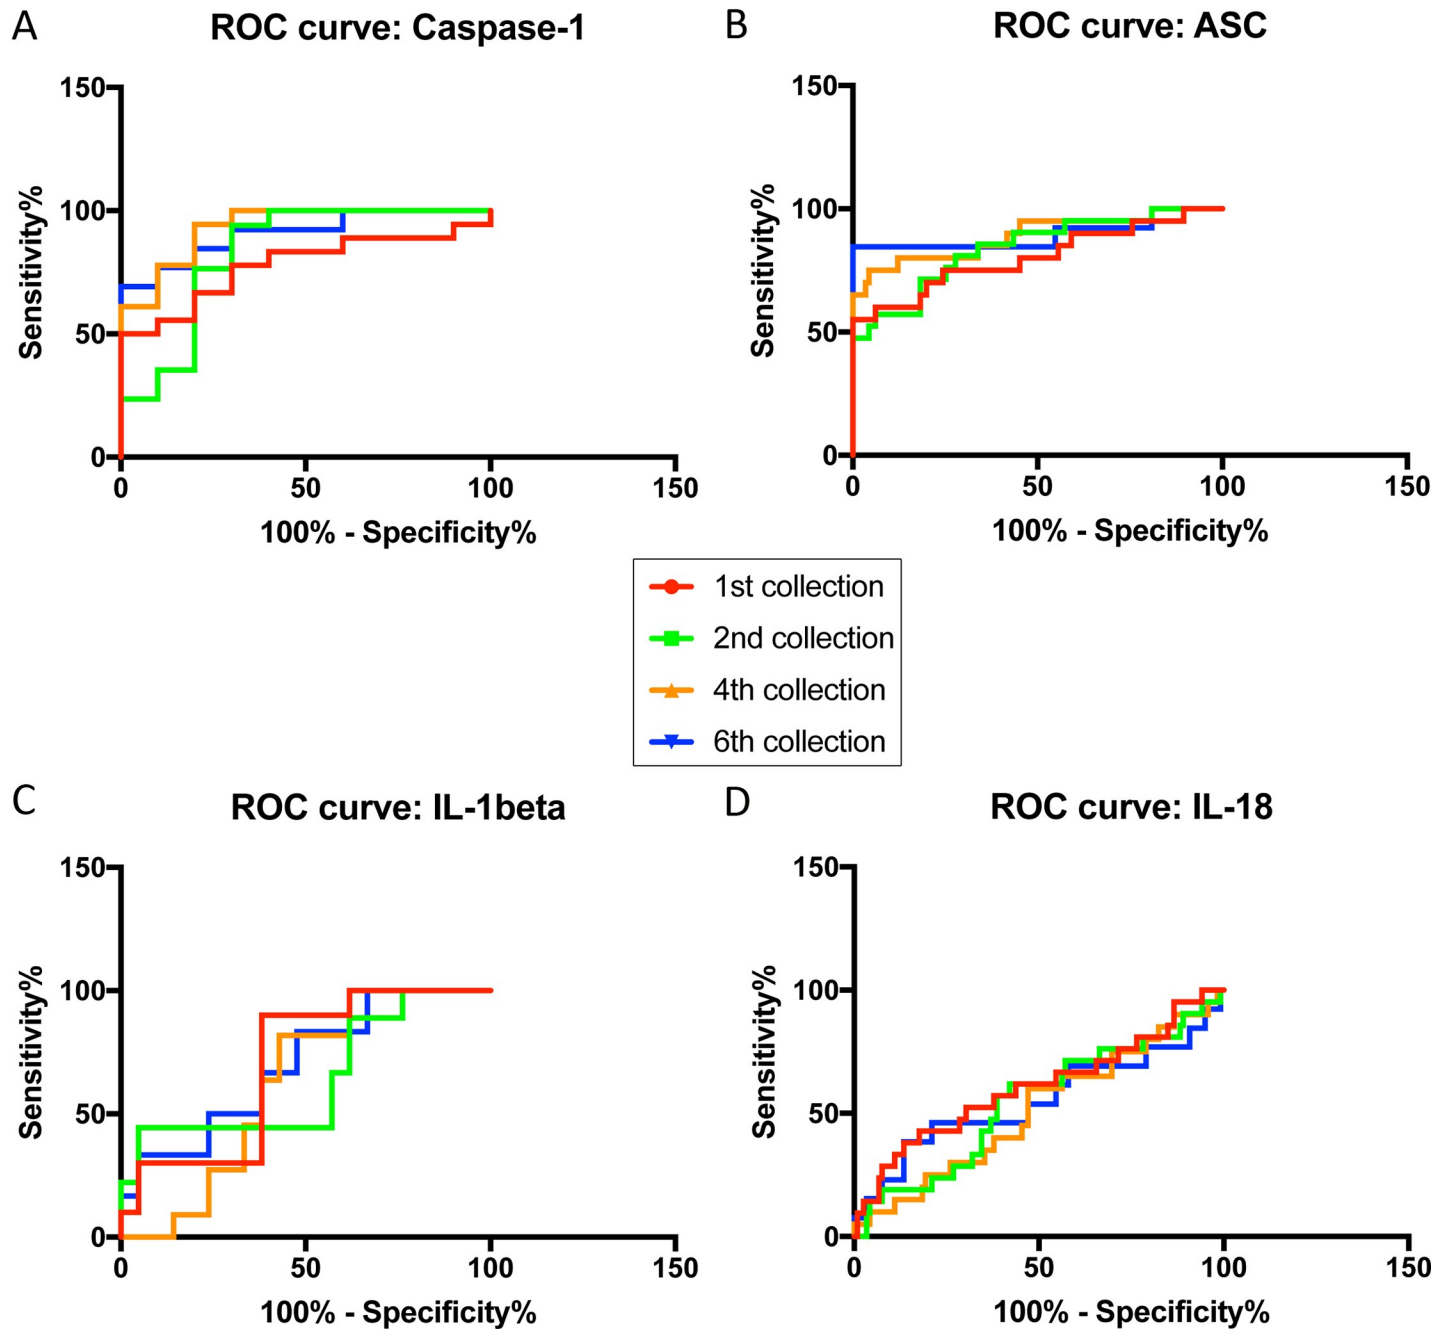 A
ROC curve: Caspase-1
150
100
50
0
Sensitivity%
0
50
100
150
100% - Specificity%
B
ROC curve: ASC
150
100
50
0
Sensitivity%
0
50
100
150
100% - Specificity%
1st collection
2nd collection
4th collection
6th collection
C
ROC curve: IL-1beta
150
100
50
0
Sensitivity%
0
50
100
150
100% - Specificity%
D
ROC curve: IL-18
150
100
50
0
Sensitivity%
0
50
100
150
100% - Specificity%